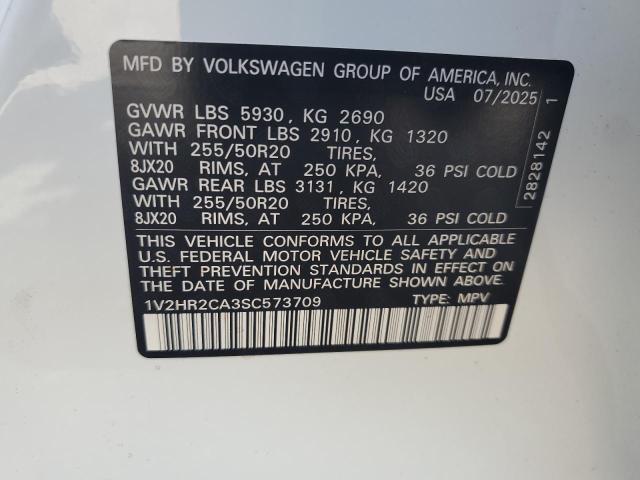 MFD BY VOLKSWAGEN GROUP OF AMERICA, INC.
USA 07/2025
GVWR LBS 5930, KG 2690
GAWR FRONT LBS 2910, KG 1320
WITH 255/50R20 TIRES,
8JX20 RIMS, AT 250 KPA, 36 PSI COLD
GAWR REAR LBS 3131, KG 1420
WITH 255/50R20 TIRES,
8JX20 RIMS, AT 250 KPA, 36 PSI COLD
THIS VEHICLE CONFORMS TO ALL APPLICABLE
U.S. FEDERAL MOTOR VEHICLE SAFETY AND
THEFT PREVENTION STANDARDS IN EFFECT ON
THE DATE OF MANUFACTURE SHOWN ABOVE.
1V2HR2CA3SC573709 TYPE: MPV
2828142 1